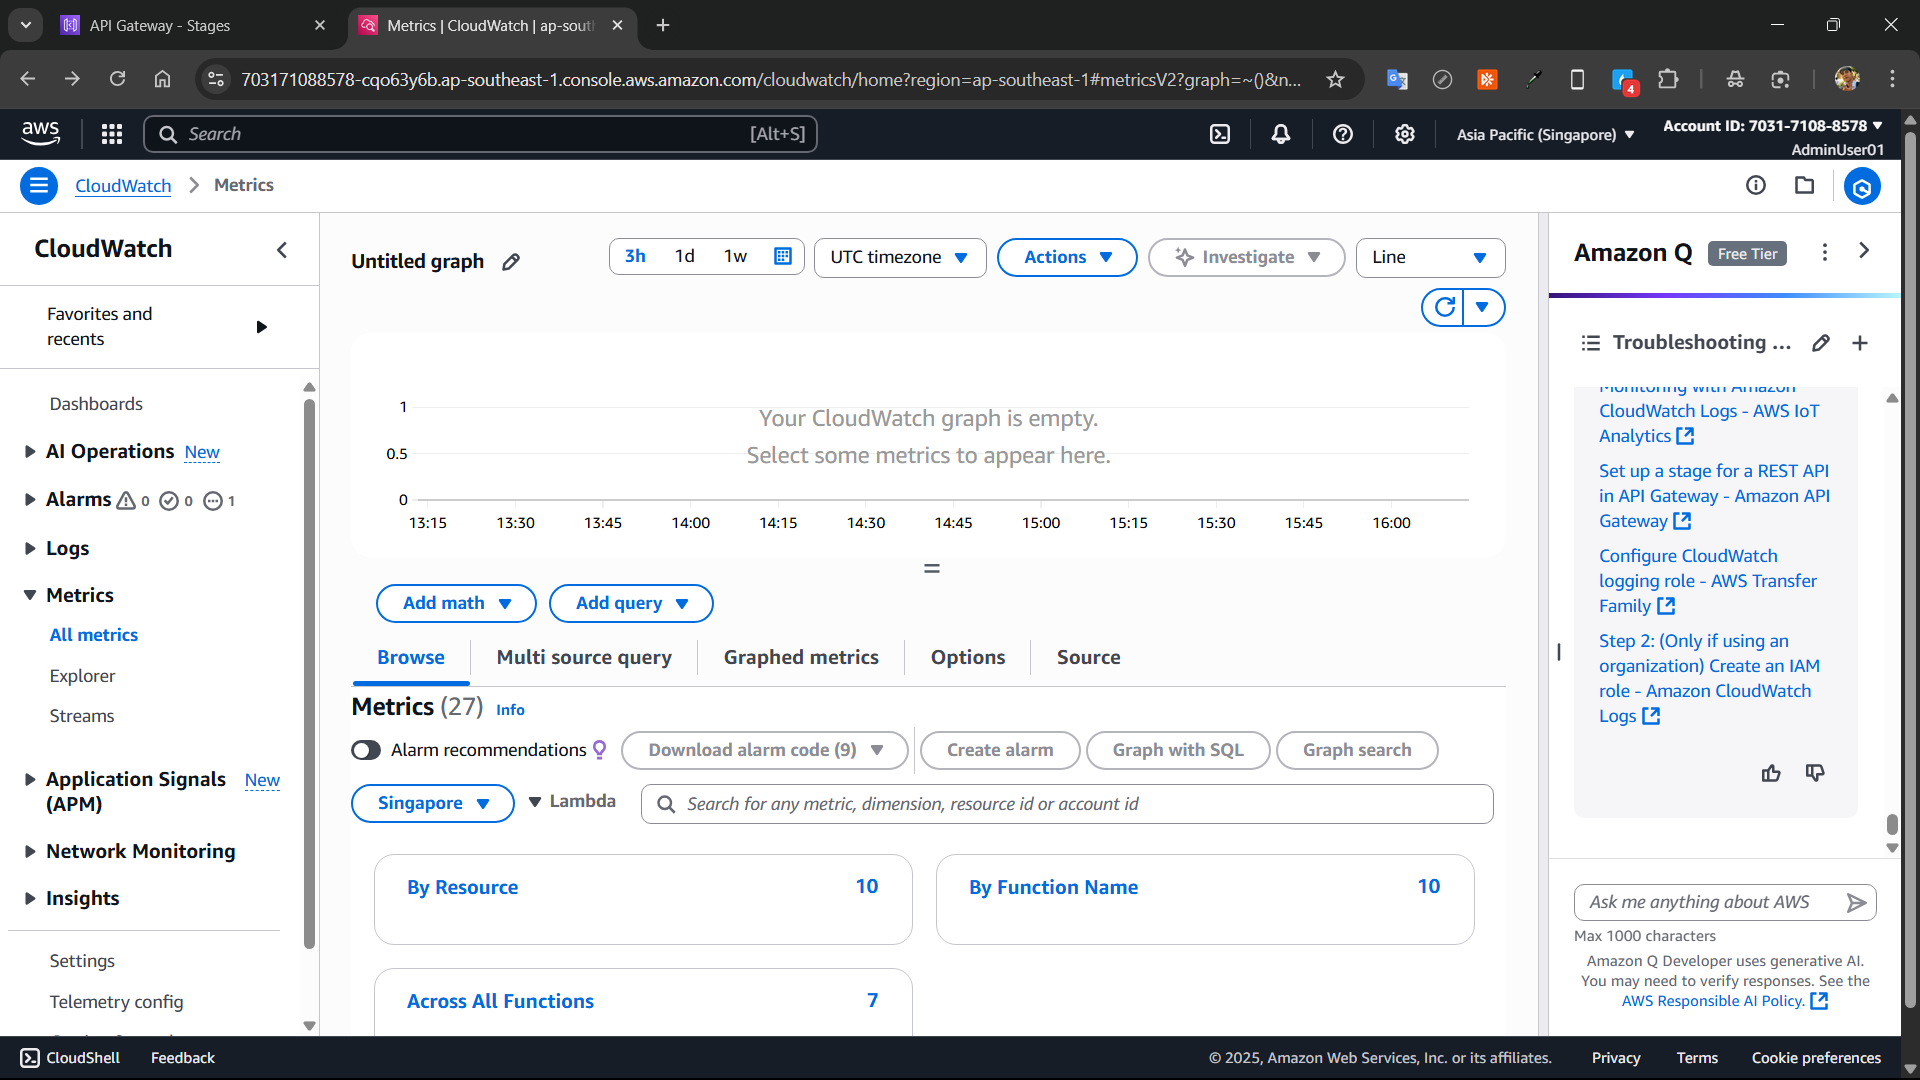 API Gateway - Stages
Metrics | CloudWatch | ap-sout
703171088578-cqo63y6b.ap-southeast-1.console.aws.amazon.com/cloudwatch/home?region=ap-southeast-1#metricsV2?graph=~()&n...
4
aws
Search
[Alt+S]
Asia Pacific (Singapore)
Account ID: 7031-7108-8578
AdminUser01
CloudWatch
Metrics
CloudWatch
Favorites and
recents
Dashboards
AI Operations New
Alarms 0 0 1
Logs
Metrics
All metrics
Explorer
Streams
Application Signals New
(APM)
Network Monitoring
Insights
Settings
Telemetry config
Untitled graph
3h 1d 1w
UTC timezone
Actions
Investigate
Line
1
0.5
0
Your CloudWatch graph is empty.
Select some metrics to appear here.
13:15 13:30 13:45 14:00 14:15 14:30 14:45 15:00 15:15 15:30 15:45 16:00
Add math
Add query
Browse
Multi source query
Graphed metrics
Options
Source
Metrics (27) Info
Alarm recommendations
Download alarm code (9)
Create alarm
Graph with SQL
Graph search
Singapore
Lambda
Search for any metric, dimension, resource id or account id
By Resource 10
By Function Name 10
Across All Functions 7
Amazon Q Free Tier
Troubleshooting ...
Monitoring with Amazon
CloudWatch Logs - AWS IoT
Analytics
Set up a stage for a REST API
in API Gateway - Amazon API
Gateway
Configure CloudWatch
logging role - AWS Transfer
Family
Step 2: (Only if using an
organization) Create an IAM
role - Amazon CloudWatch
Logs
Ask me anything about AWS
Max 1000 characters
Amazon Q Developer uses generative AI.
You may need to verify responses. See the
AWS Responsible AI Policy.
CloudShell
Feedback
© 2025, Amazon Web Services, Inc. or its affiliates.
Privacy
Terms
Cookie preferences